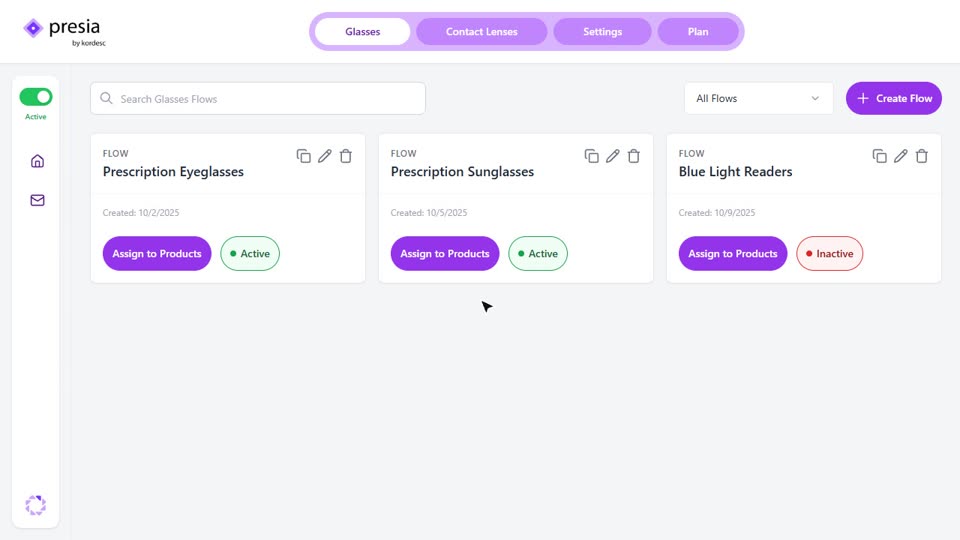 presia
by kordesc
Glasses
Contact Lenses
Settings
Plan
Active
Search Glasses Flows
All Flows
Create Flow
FLOW
Prescription Eyeglasses
Created: 10/2/2025
Assign to Products
Active
FLOW
Prescription Sunglasses
Created: 10/5/2025
Assign to Products
Active
FLOW
Blue Light Readers
Created: 10/9/2025
Assign to Products
Inactive